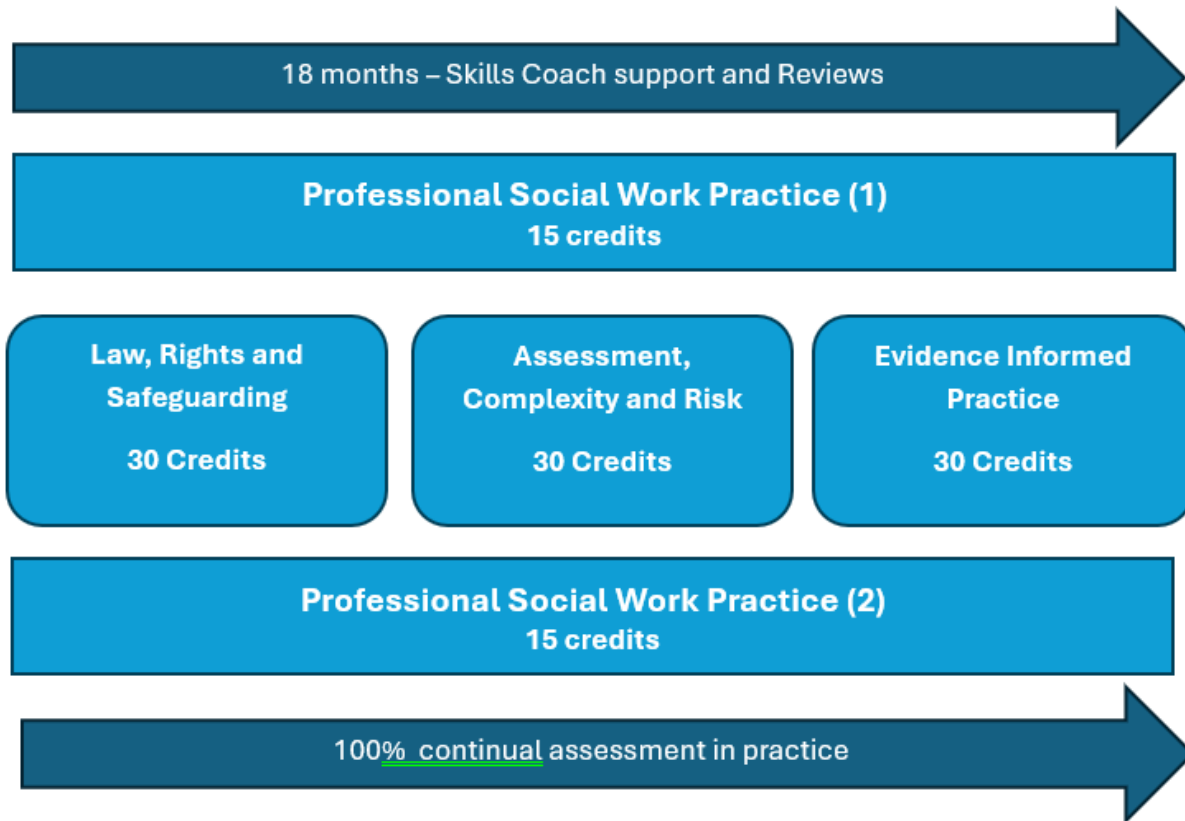 18 months – Skills Coach support and Reviews
Professional Social Work Practice (1)
15 credits
Law, Rights and
Safeguarding
30 Credits
Assessment,
Complexity and Risk
30 Credits
Evidence Informed
Practice
30 Credits
Professional Social Work Practice (2)
15 credits
100%  continual assessment in practice